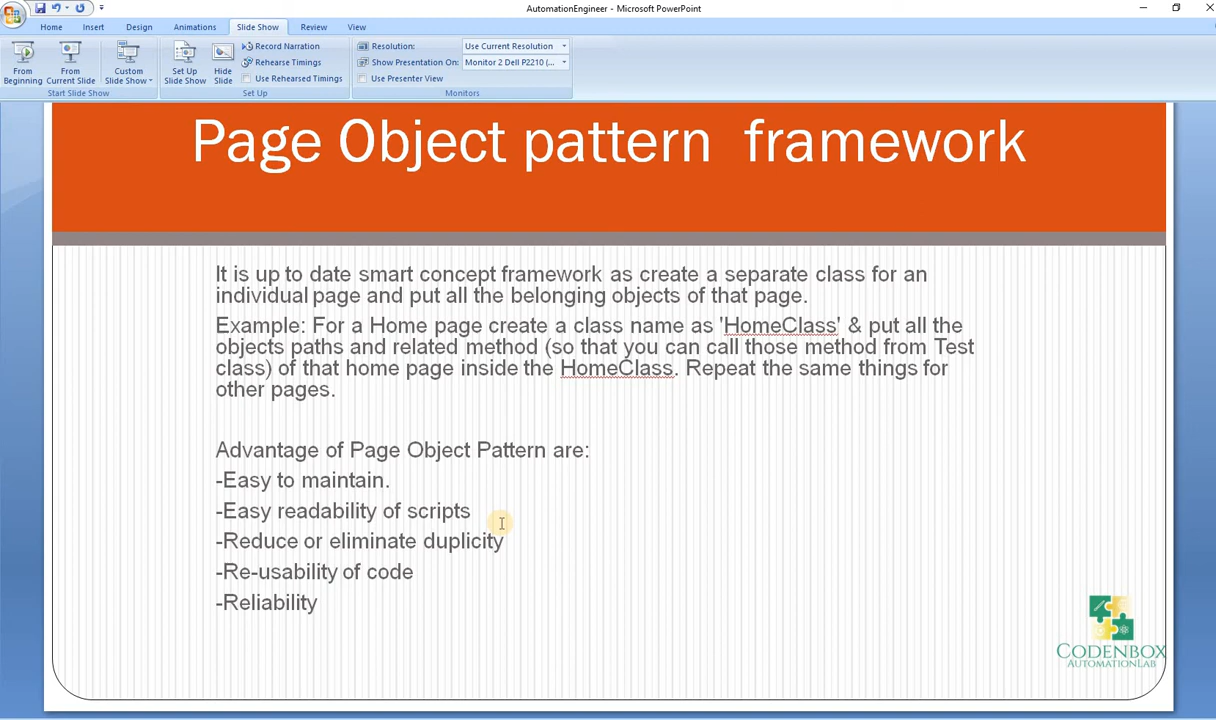 AutomationEngineer - Microsoft PowerPoint
Home Insert Design Animations Slide Show Review View
From Beginning
From Current Slide
Custom Slide Show
Set Up Slide Show
Hide Slide
Record Narration
Rehearse Timings
Use Rehearsed Timings
Resolution: Use Current Resolution
Show Presentation On: Monitor 2 Dell P2210 (...
Use Presenter View
Start Slide Show
Set Up
Monitors
Page Object pattern framework
It is up to date smart concept framework as create a separate class for an
individual page and put all the belonging objects of that page.
Example: For a Home page create a class name as 'HomeClass' & put all the
objects paths and related method (so that you can call those method from Test
class) of that home page inside the HomeClass. Repeat the same things for
other pages.
Advantage of Page Object Pattern are:
-Easy to maintain.
-Easy readability of scripts
-Reduce or eliminate duplicity
-Re-usability of code
-Reliability
CODENBOX
AUTOMATIONLAB